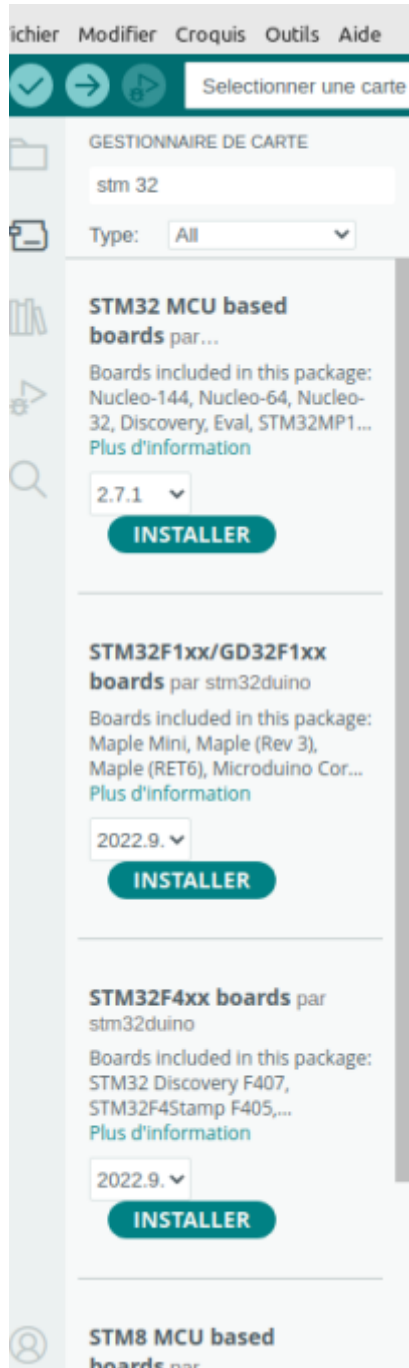 ichier Modifier Croquis Outils Aide
Selectionner une carte
GESTIONNAIRE DE CARTE
stm 32
Type: All
STM32 MCU based
boards par...
Boards included in this package:
Nucleo-144, Nucleo-64, Nucleo-
32, Discovery, Eval, STM32MP1...
Plus d'information
2.7.1
INSTALLER
STM32F1xx/GD32F1xx
boards par stm32duino
Boards included in this package:
Maple Mini, Maple (Rev 3),
Maple (RET6), Microduino Cor...
Plus d'information
2022.9.
INSTALLER
STM32F4xx boards par
stm32duino
Boards included in this package:
STM32 Discovery F407,
STM32F4Stamp F405,...
Plus d'information
2022.9.
INSTALLER
STM8 MCU based
boards par